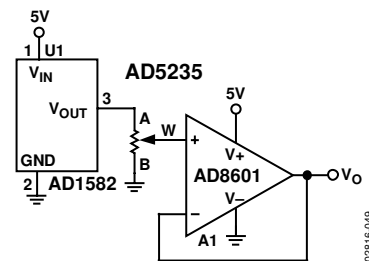 5V
1 U1
V_IN
AD5235
3
V_OUT
A
W
B
5V
GND
2
AD1582
+
V+
AD8601
V–
–
A1
V_O
02816-049